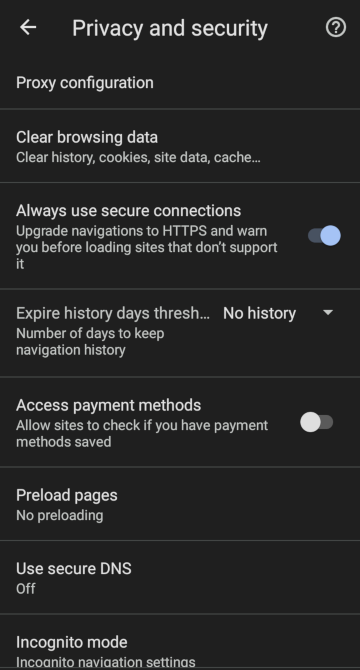 Privacy and security
Proxy configuration
Clear browsing data
Clear history, cookies, site data, cache...
Always use secure connections
Upgrade navigations to HTTPS and warn
you before loading sites that don't support
it
Expire history days thresh... No history
Number of days to keep
navigation history
Access payment methods
Allow sites to check if you have payment
methods saved
Preload pages
No preloading
Use secure DNS
Off
Incognito mode
Incognito navigation settings